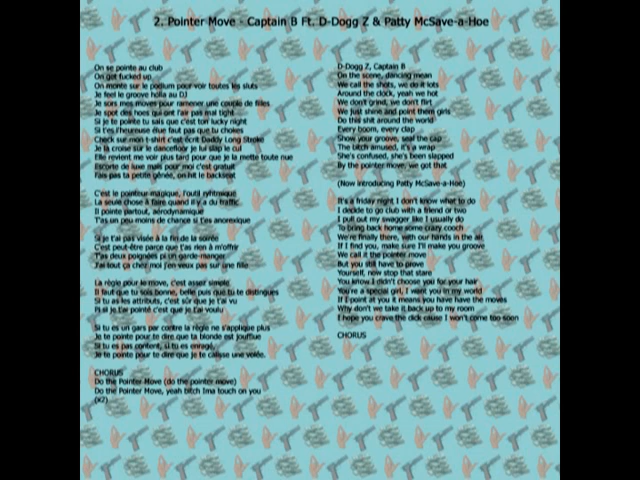 2. Pointer Move - Captain B Ft. D-Dogg Z & Patty McSave-a-Hoe
On se pointe au club
On get fucked up
On monte sur le podium pour voir toutes les sluts
Je feel le groove holla au DJ
Je sors mes moves pour ramener une couple de filles
Je spot des hoes qui ont l'air pas mal tight
Si je te pointe tu sais que c'est ton lucky night
Si t'es l'heureuse élue faut pas que tu chokes
Check sur mon t-shirt c'est écrit Daddy Long Stroke
Je la croise sur le dancefloor je lui slap le cul
Elle revient me voir plus tard pour que je la mette toute nue
Escorte de luxe mais pour moi c'est gratuit
Fais pas ta petite gênée, on hit le backseat
C'est le pointeur magique, l'outil rythmique
La seule chose à faire quand il y a du traffic
Il pointe partout, aérodynamique
T'as un peu moins de chance si t'es anorexique
Si je t'ai pas visée à la fin de la soirée
C'est peut-être parce que t'as rien à m'offrir
T'as deux poignées pi un garde-manger
J'ai tout ça chez moi j'en veux pas sur une fille
La règle pour le move, c'est assez simple
Il faut que tu sois bonne, belle puis que tu te distingues
Si tu as les attributs, c'est sûr que je t'ai vu
Pi si je t'ai pointé c'est que je t'ai voulu
Si tu es un gars par contre la règle ne s'applique plus
Je te pointe pour te dire que ta blonde est joufflue
Si tu es pas content, si tu es enragé,
Je te pointe pour te dire que je te calisse une volée.
CHORUS
Do the Pointer Move (do the pointer move)
Do the Pointer Move, yeah bitch Ima touch on you
(x2)
D-Dogg Z, Captain B
On the scene, dancing mean
We call the shots, we do it lots
Around the clock, yeah we hot
We don't grind, we don't flirt
We just shine and point them girls
Do this shit around the world
Every boom, every clap
Show your groove, seal the cap
The bitch amused, it's a wrap
She's confused, she's been slapped
By the pointer move, we got that
(Now introducing Patty McSave-a-Hoe)
It's a friday night I don't know what to do
I decide to go club with a friend or two
I pull out my swagger like I usually do
To bring back home some crazy cooch
We're finally there, with our hands in the air
If I find you, make sure I'll make you groove
We call it the pointer move
But you still have to prove
Yourself, now stop that stare
You know I didn't choose you for your hair
You're a special girl, I want you in my world
If I point at you it means you have have the moves
Why don't we take it back up to my room
I hope you crave the dick cause I won't come too soon
CHORUS